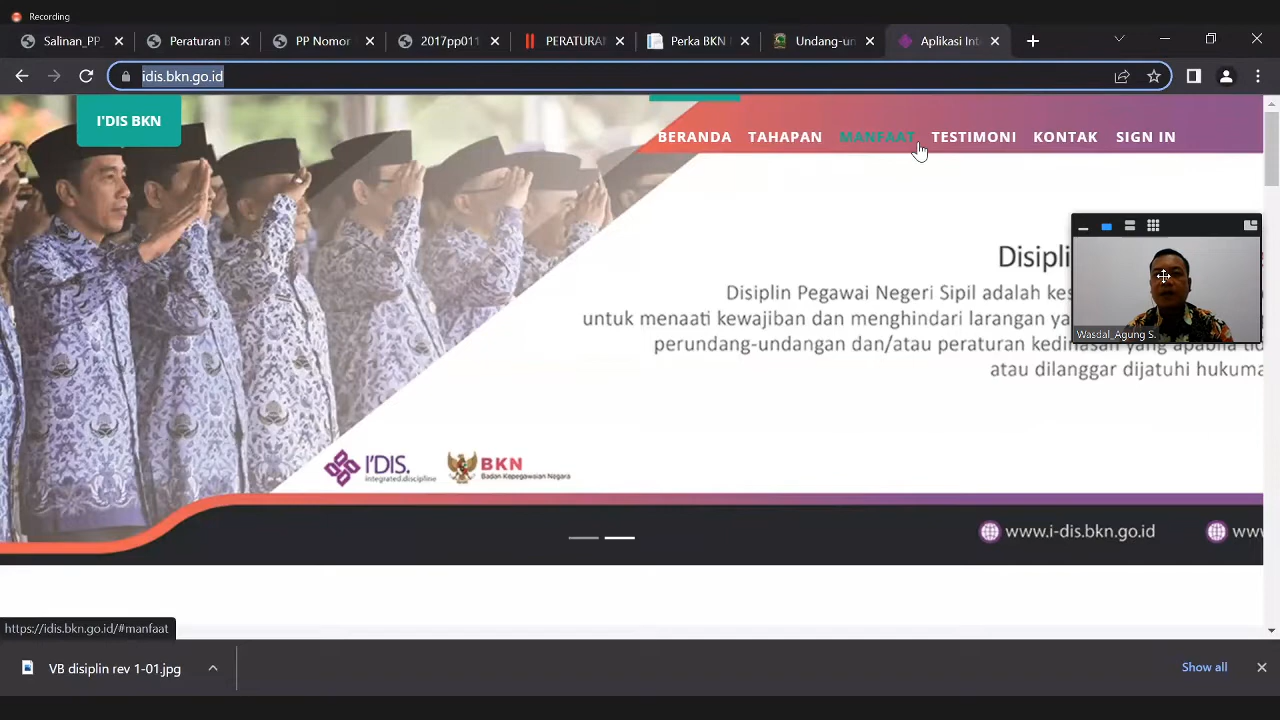 Recording
Salinan_PP_
Peraturan B
PP Nomor
2017pp011
PERATURAN
Perka BKN
Undang-un
Aplikasi Inte
idis.bkn.go.id
I'DIS BKN
BERANDA TAHAPAN MANFAAT TESTIMONI KONTAK SIGN IN
Disipli
Disiplin Pegawai Negeri Sipil adalah kes
untuk menaati kewajiban dan menghindari larangan ya
perundang-undangan dan/atau peraturan kedinasan yang apabila tid
atau dilanggar dijatuhi hukuma
Wasdal_Agung S.
I'DIS.
integrated.discipline
BKN
Badan Kepegawaian Negara
www.i-dis.bkn.go.id
ww
https://idis.bkn.go.id/#manfaat
VB disiplin rev 1-01.jpg
Show all